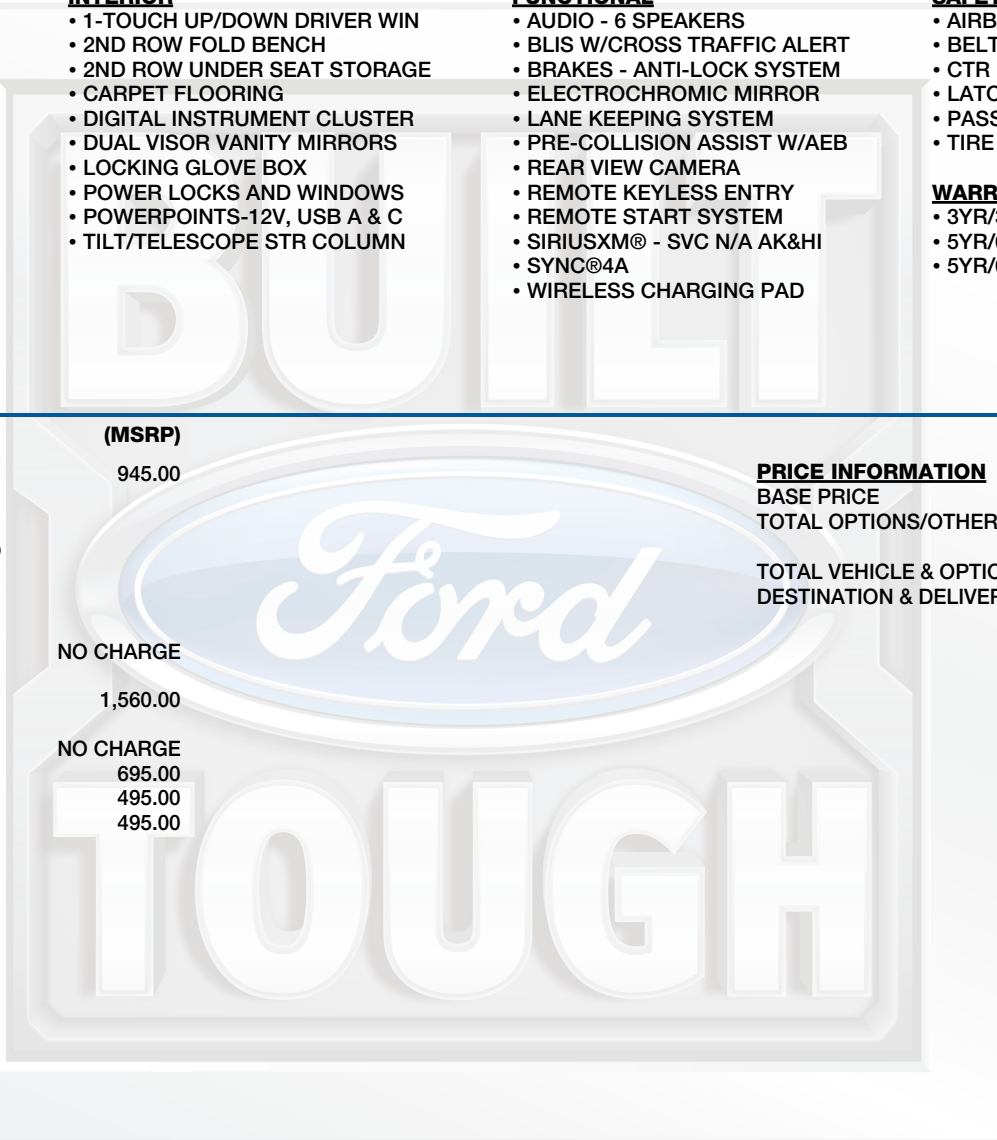 INTERIOR
• 1-TOUCH UP/DOWN DRIVER WIN
• 2ND ROW FOLD BENCH
• 2ND ROW UNDER SEAT STORAGE
• CARPET FLOORING
• DIGITAL INSTRUMENT CLUSTER
• DUAL VISOR VANITY MIRRORS
• LOCKING GLOVE BOX
• POWER LOCKS AND WINDOWS
• POWERPOINTS-12V, USB A & C
• TILT/TELESCOPE STR COLUMN
FUNCTIONAL
• AUDIO - 6 SPEAKERS
• BLIS W/CROSS TRAFFIC ALERT
• BRAKES - ANTI-LOCK SYSTEM
• ELECTROCHROMIC MIRROR
• LANE KEEPING SYSTEM
• PRE-COLLISION ASSIST W/AEB
• REAR VIEW CAMERA
• REMOTE KEYLESS ENTRY
• REMOTE START SYSTEM
• SIRIUSXM® - SVC N/A AK&HI
• SYNC®4A
• WIRELESS CHARGING PAD
SAFET
• AIRB
• BELT
• CTR
• LATC
• PASS
• TIRE
WARR
• 3YR/3
• 5YR/6
• 5YR/6
(MSRP)
945.00
NO CHARGE
1,560.00
NO CHARGE
695.00
495.00
495.00
PRICE INFORMATION
BASE PRICE
TOTAL OPTIONS/OTHER
TOTAL VEHICLE & OPTIO
DESTINATION & DELIVER
BUILT
Ford
TOUGH